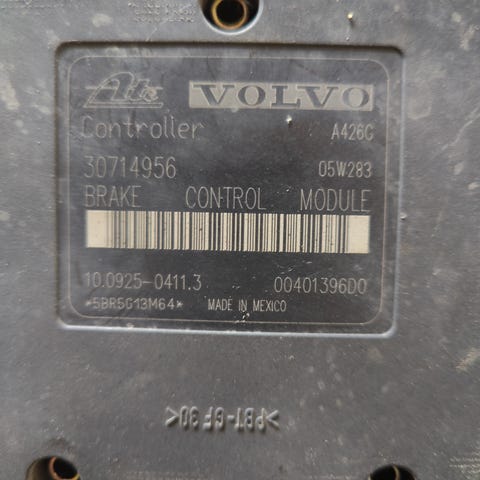 Ate VOLVO
Controller A426C
30714956 05W283
BRAKE CONTROL MODULE
10.0925-0411.3 00401396D0
*5BR5G13M64* MADE IN MEXICO
>PBT-GF30<